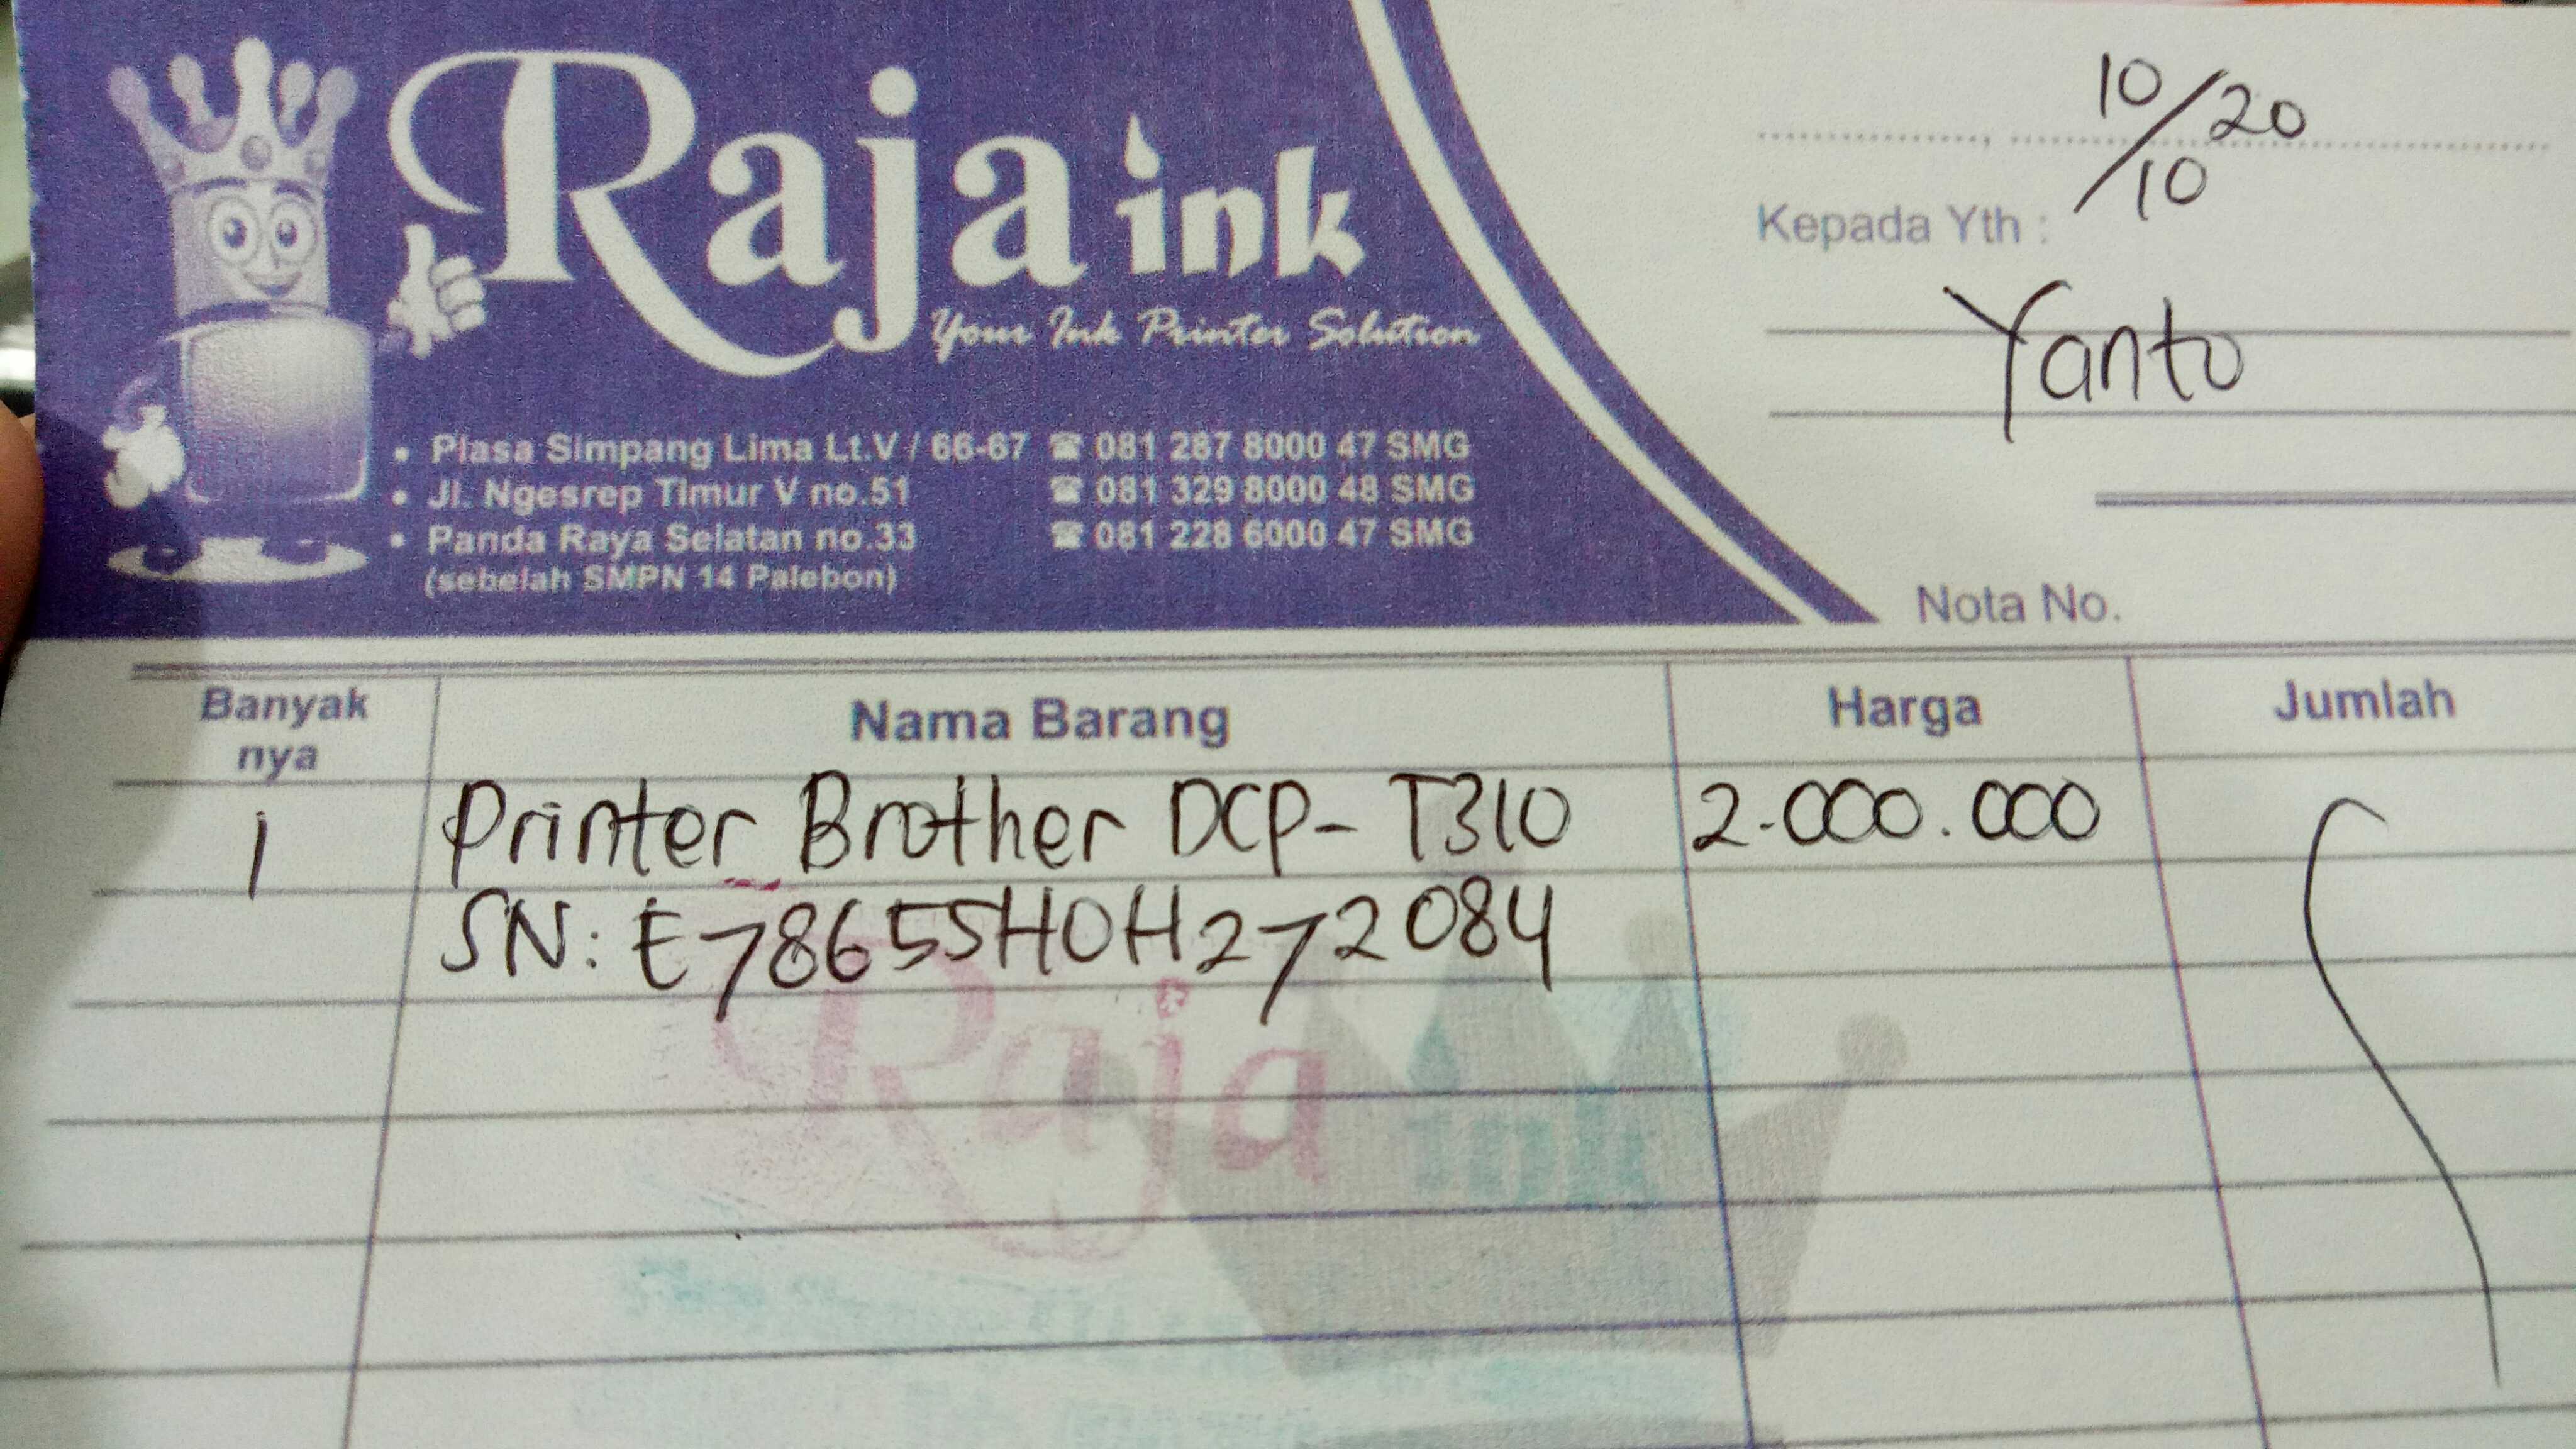 Raja ink
Your Ink Printer Solution
• Plasa Simpang Lima Lt.V / 66-67 ☎ 081 287 8000 47 SMG
• Jl. Ngesrep Timur V no.51 ☎ 081 329 8000 48 SMG
• Panda Raya Selatan no.33 ☎ 081 228 6000 47 SMG
(sebelah SMPN 14 Palebon)
10/10 20
Kepada Yth :
Yanto
Nota No.
Banyak nya Nama Barang Harga Jumlah
1 Printer Brother DCP-T310 2.000.000
SN: E78655H0H272084
Raja ink